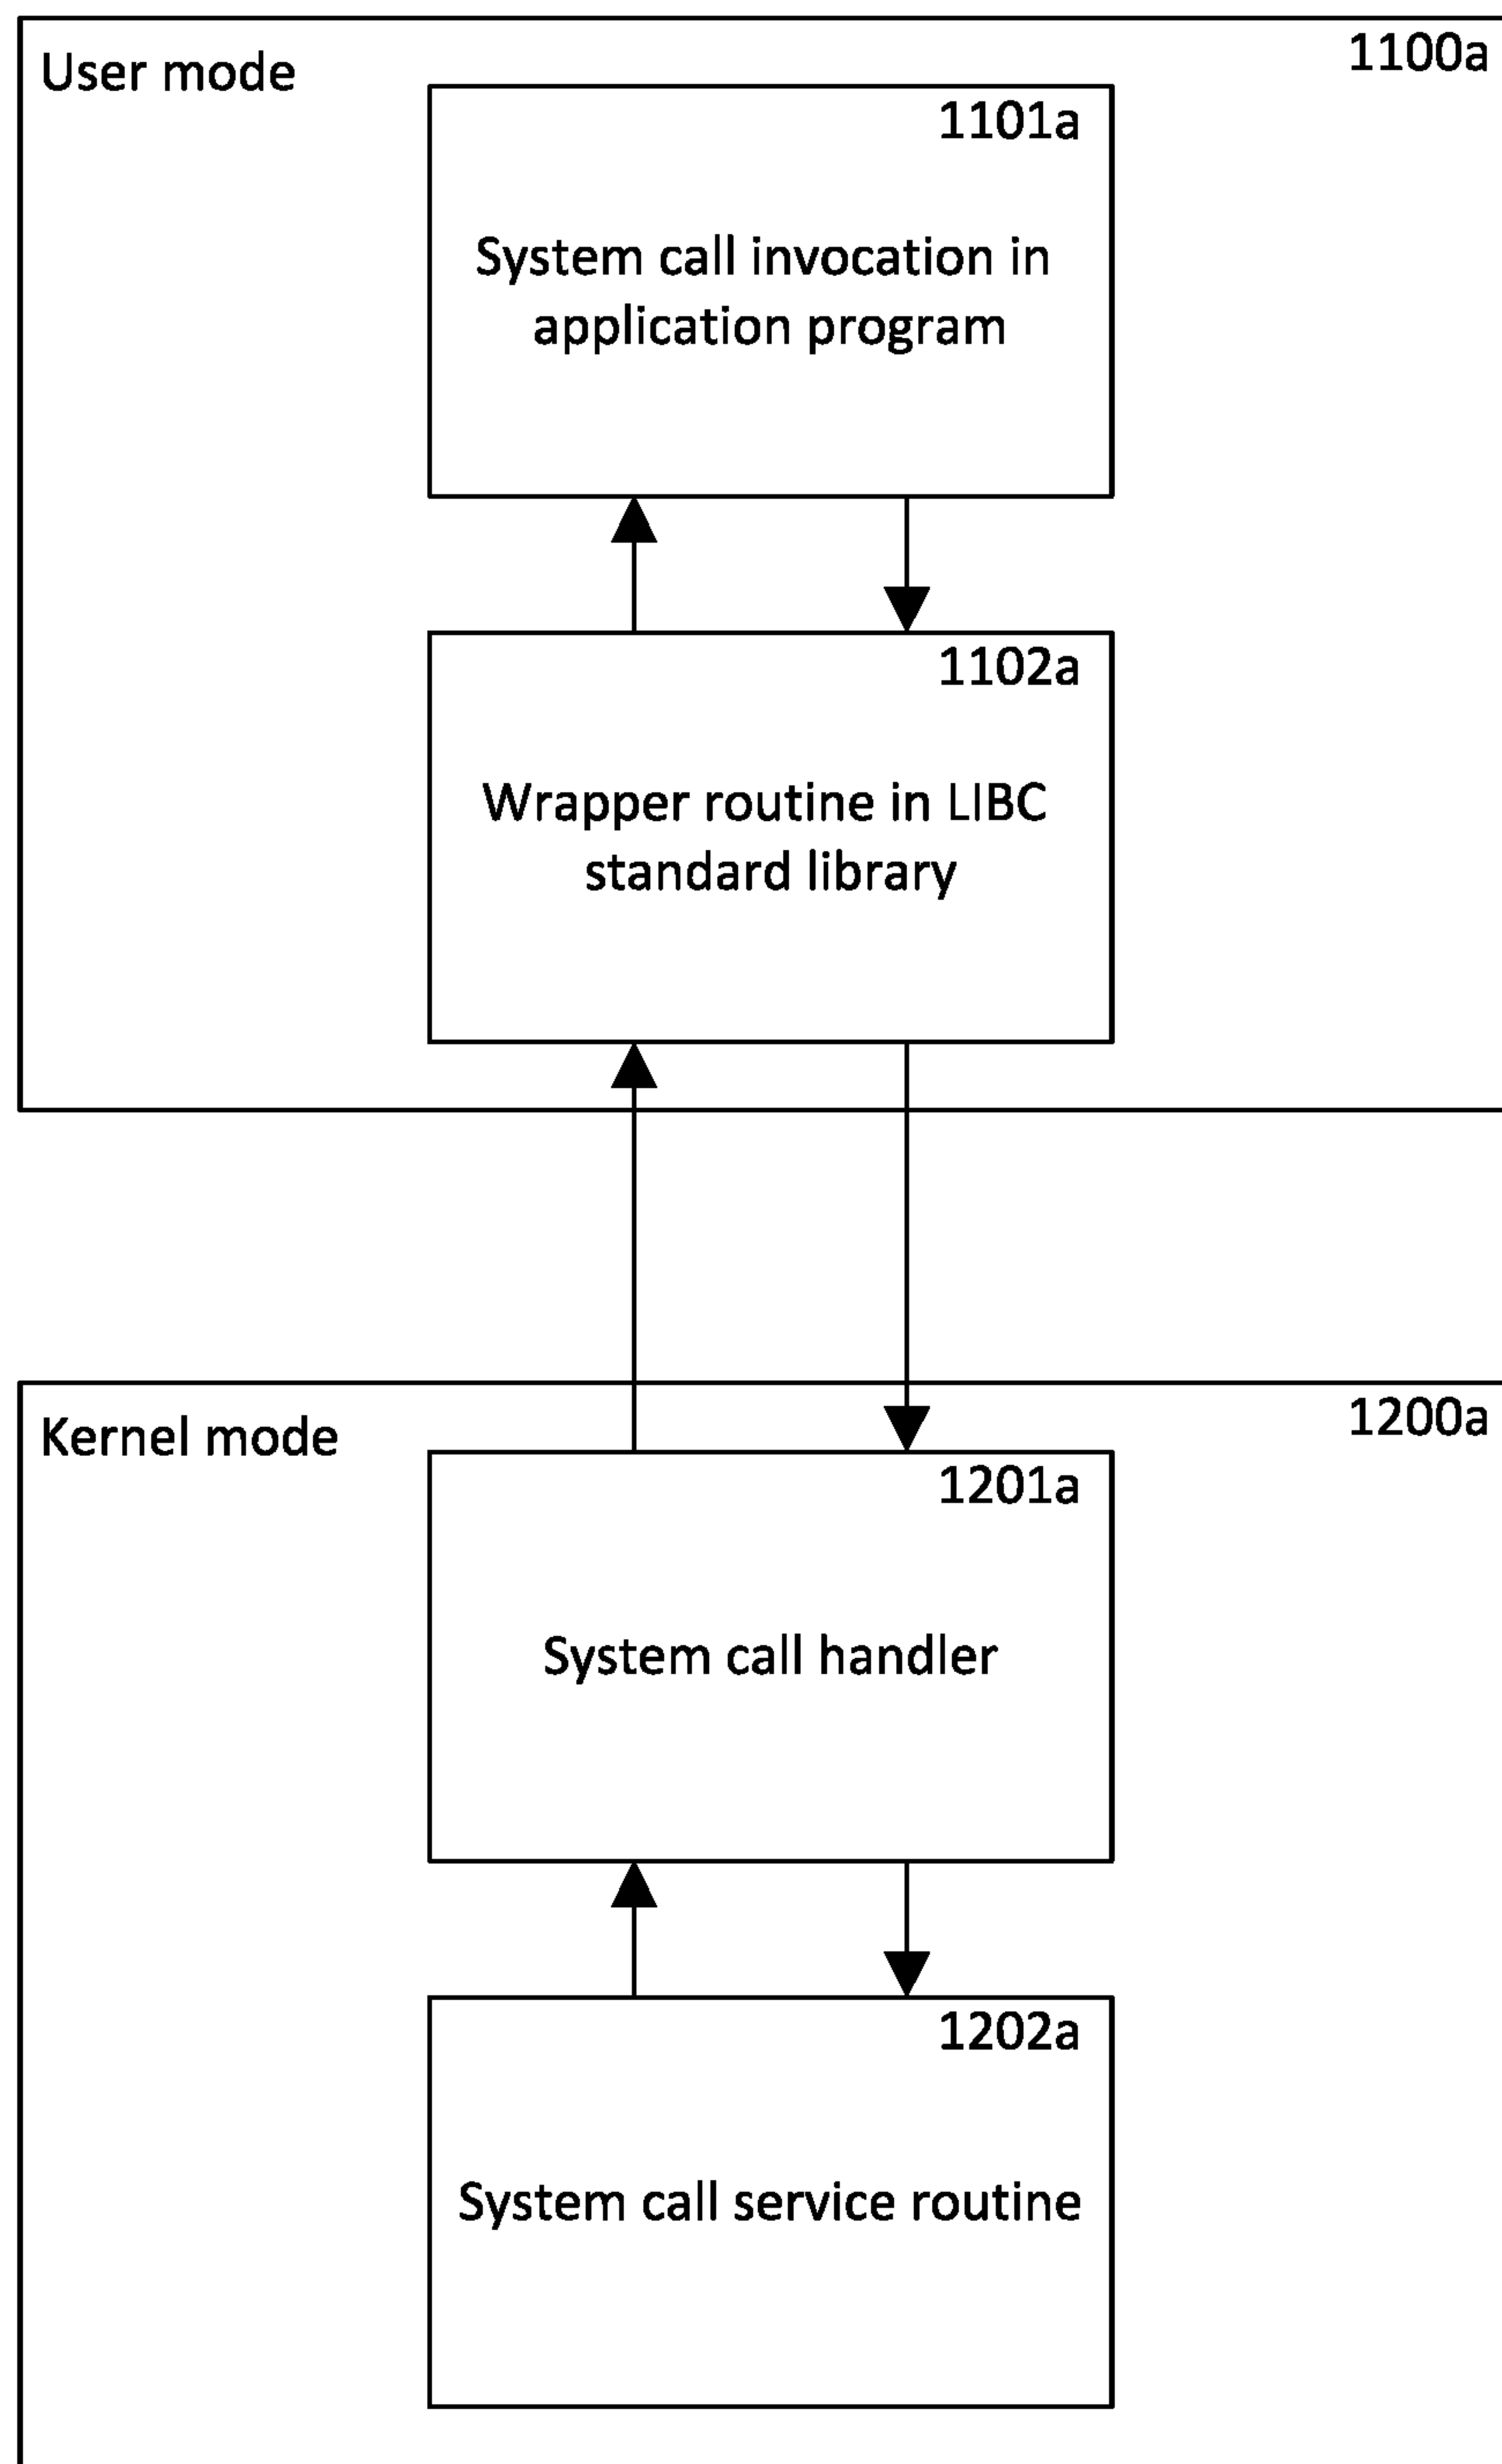 User mode
1100a
1101a
System call invocation in
application program
1102a
Wrapper routine in LIBC
standard library
Kernel mode
1200a
1201a
System call handler
1202a
System call service routine